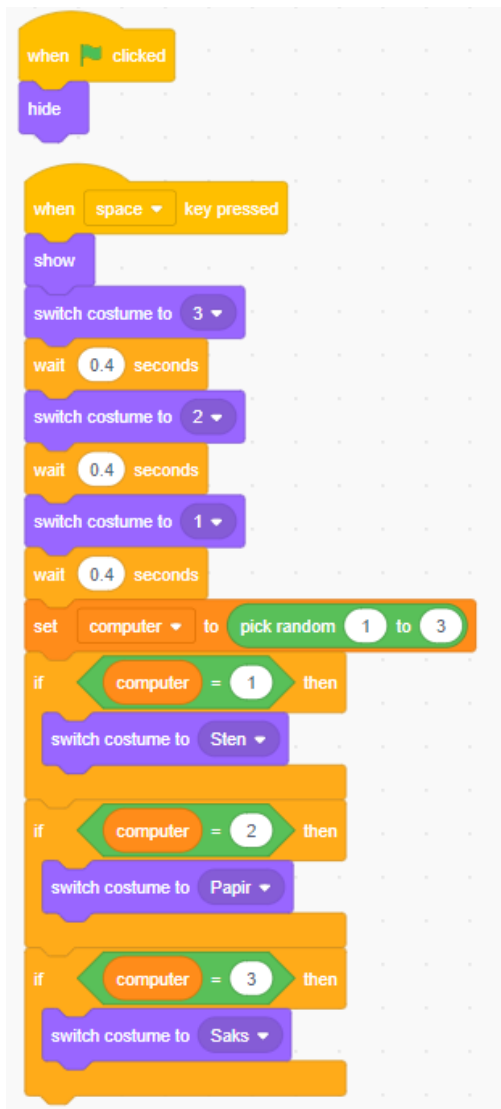 when clicked
hide
when space key pressed
show
switch costume to 3
wait 0.4 seconds
switch costume to 2
wait 0.4 seconds
switch costume to 1
wait 0.4 seconds
set computer to pick random 1 to 3
if computer = 1 then
switch costume to Sten
if computer = 2 then
switch costume to Papir
if computer = 3 then
switch costume to Saks